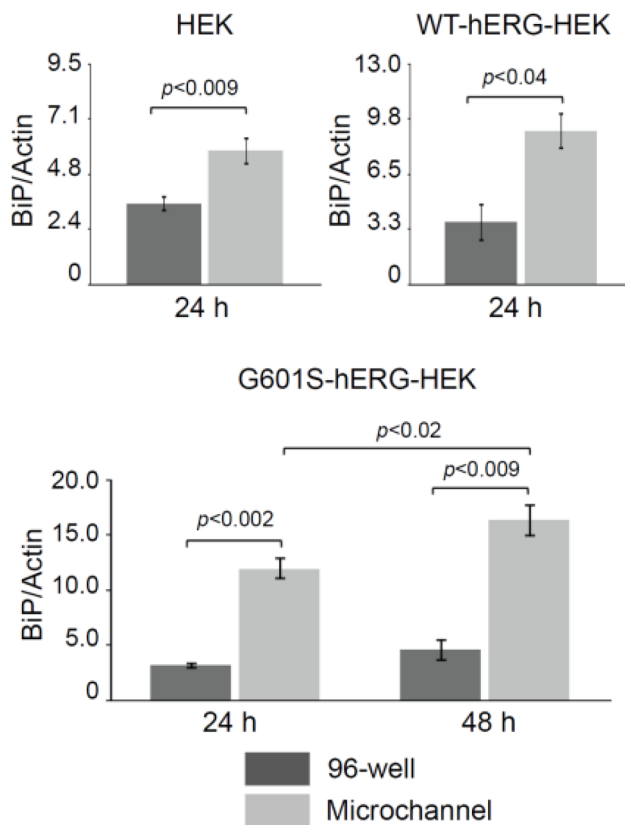 HEK
9.5
7.1
4.8
2.4
0
BiP/Actin
p<0.009
24 h
WT-hERG-HEK
13.0
9.8
6.5
3.3
0
BiP/Actin
p<0.04
24 h
G601S-hERG-HEK
20.0
15.0
10.0
5.0
0
BiP/Actin
p<0.02
p<0.002
p<0.009
24 h
48 h
96-well
Microchannel